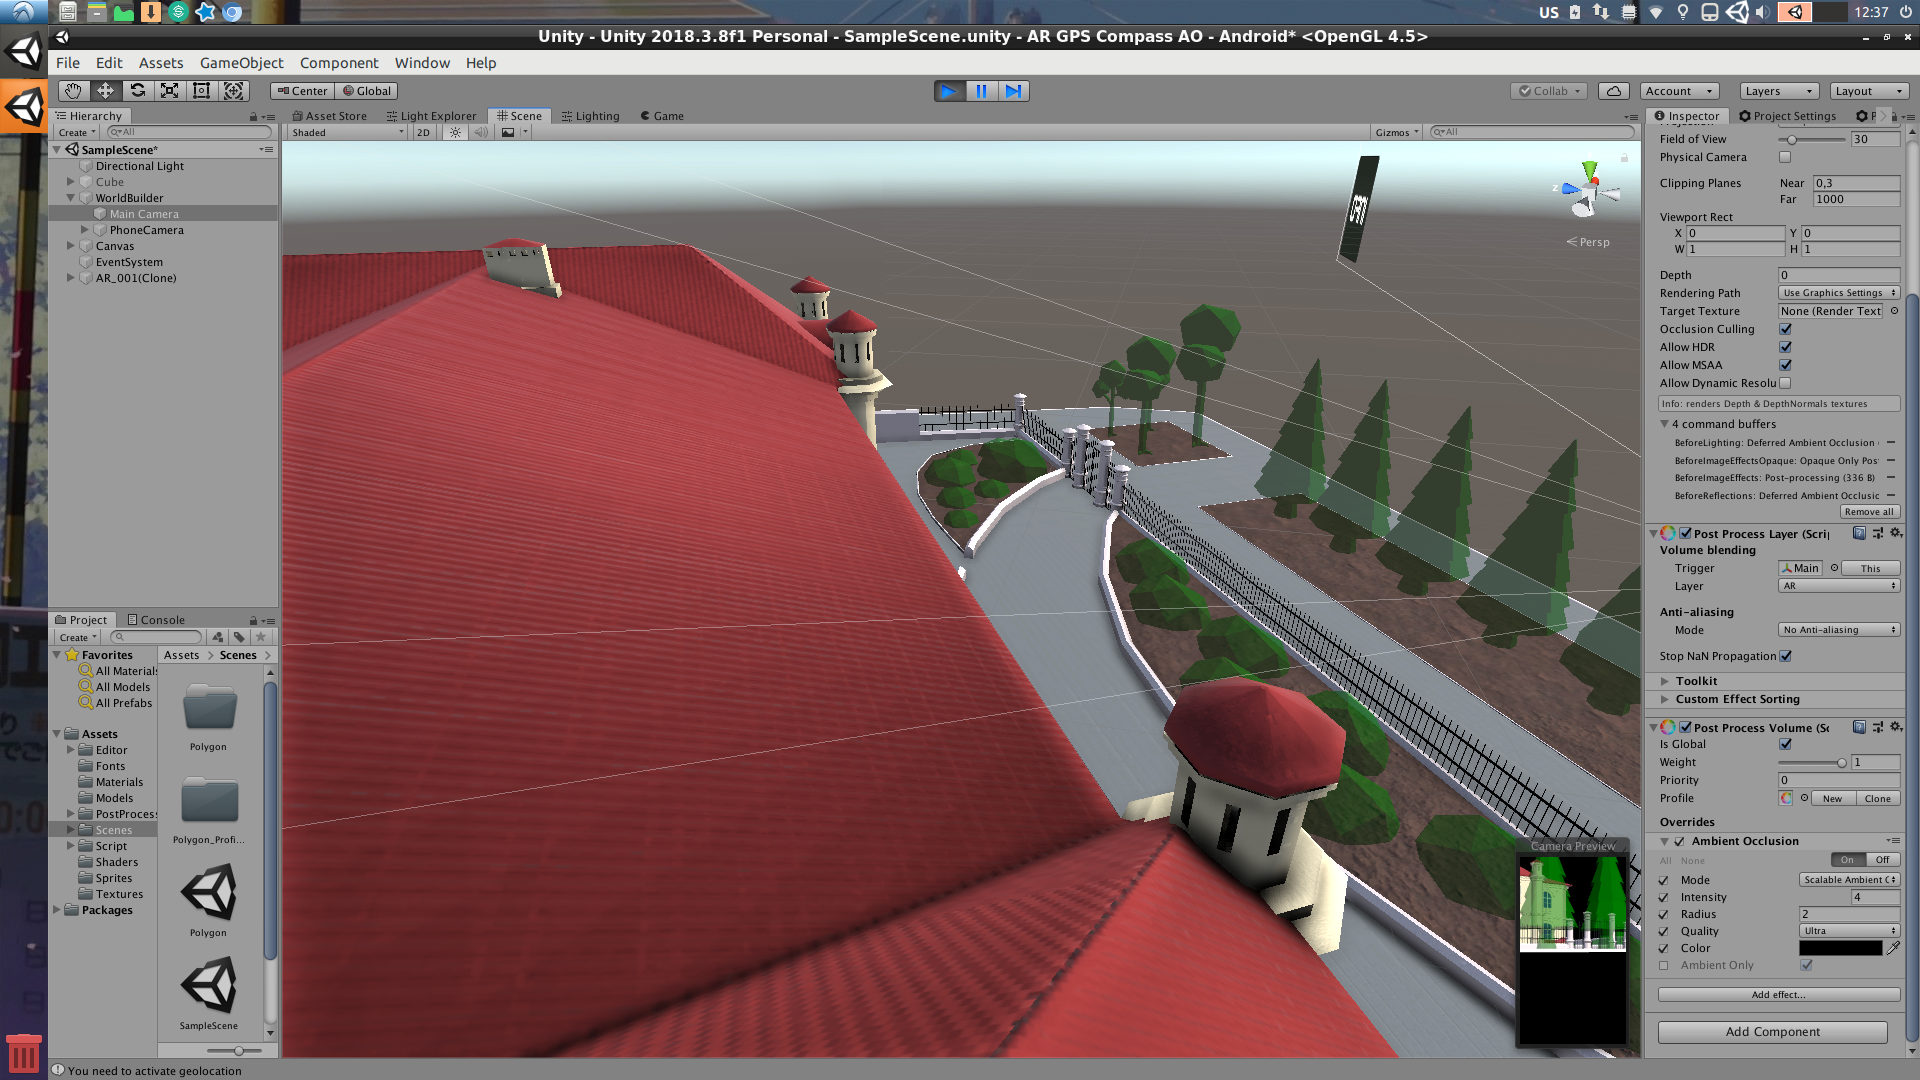 US
12:37
Unity - Unity 2018.3.8f1 Personal - SampleScene.unity - AR GPS Compass AO - Android* <OpenGL 4.5>
File Edit Assets GameObject Component Window Help
Center Global Collab Account Layers Layout
Hierarchy
Create All
SampleScene*
Directional Light
Cube
WorldBuilder
Main Camera
PhoneCamera
Canvas
EventSystem
AR_001(Clone)
Asset Store Light Explorer Scene Lighting Game
Shaded 2D Gizmos All
Z
Persp
Camera Preview
Project Console
Create
Favorites
All Materials
All Models
All Prefabs
Assets
Editor
Fonts
Materials
Models
PostProcess
Scenes
Script
Shaders
Sprites
Textures
Packages
Assets > Scenes >
Polygon
Polygon_Profi...
Polygon
SampleScene
You need to activate geolocation
Inspector Project Settings P
Field of View 30
Physical Camera
Clipping Planes Near 0,3
Far 1000
Viewport Rect
X 0 Y 0
W 1 H 1
Depth 0
Rendering Path Use Graphics Settings
Target Texture None (Render Text
Occlusion Culling
Allow HDR
Allow MSAA
Allow Dynamic Resolu
Info: renders Depth & DepthNormals textures
4 command buffers
BeforeLighting: Deferred Ambient Occlusion
BeforeImageEffectsOpaque: Opaque Only Pos
BeforeImageEffects: Post-processing (336 B)
BeforeReflections: Deferred Ambient Occlusic
Remove all
Post Process Layer (Scrip
Volume blending
Trigger Main This
Layer AR
Anti-aliasing
Mode No Anti-aliasing
Stop NaN Propagation
Toolkit
Custom Effect Sorting
Post Process Volume (Sc
Is Global
Weight 1
Priority 0
Profile New Clone
Overrides
Ambient Occlusion
All None On Off
Mode Scalable Ambient C
Intensity 4
Radius 2
Quality Ultra
Color
Ambient Only
Add effect...
Add Component